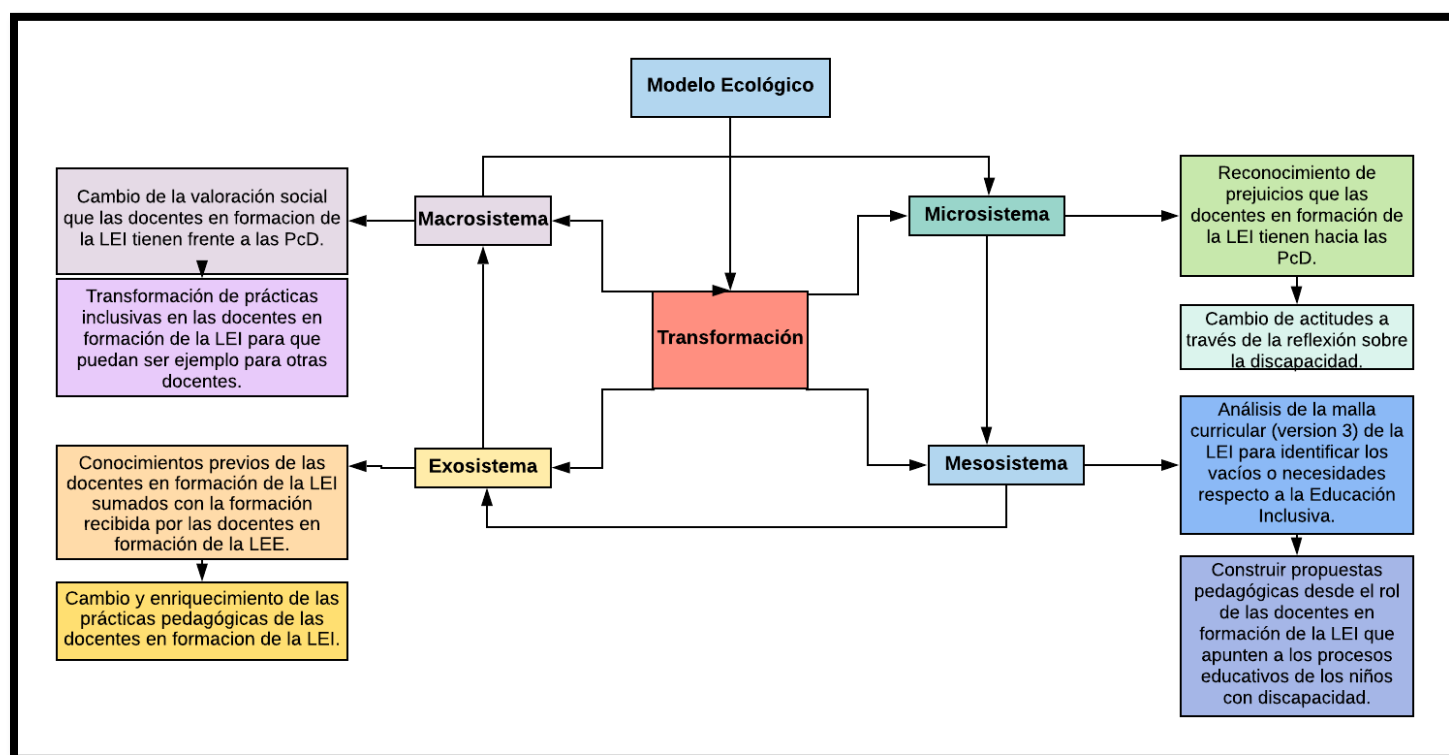 Modelo Ecológico
Cambio de la valoración social
que las docentes en formacion de
la LEI tienen frente a las PcD.
Macrosistema
Microsistema
Reconocimiento de
prejuicios que las
docentes en formación de
la LEI tienen hacia las
PcD.
Transformación de prácticas
inclusivas en las docentes en
formación de la LEI para que
puedan ser ejemplo para otras
docentes.
Transformación
Cambio de actitudes a
través de la reflexión sobre
la discapacidad.
Conocimientos previos de las
docentes en formación de la LEI
sumados con la formación
recibida por las docentes en
formación de la LEE.
Exosistema
Mesosistema
Análisis de la malla
curricular (version 3) de la
LEI para identificar los
vacíos o necesidades
respecto a la Educación
Inclusiva.
Cambio y enriquecimiento de las
prácticas pedagógicas de las
docentes en formacion de la LEI.
Construir propuestas
pedagógicas desde el rol
de las docentes en
formación de la LEI que
apunten a los procesos
educativos de los niños
con discapacidad.